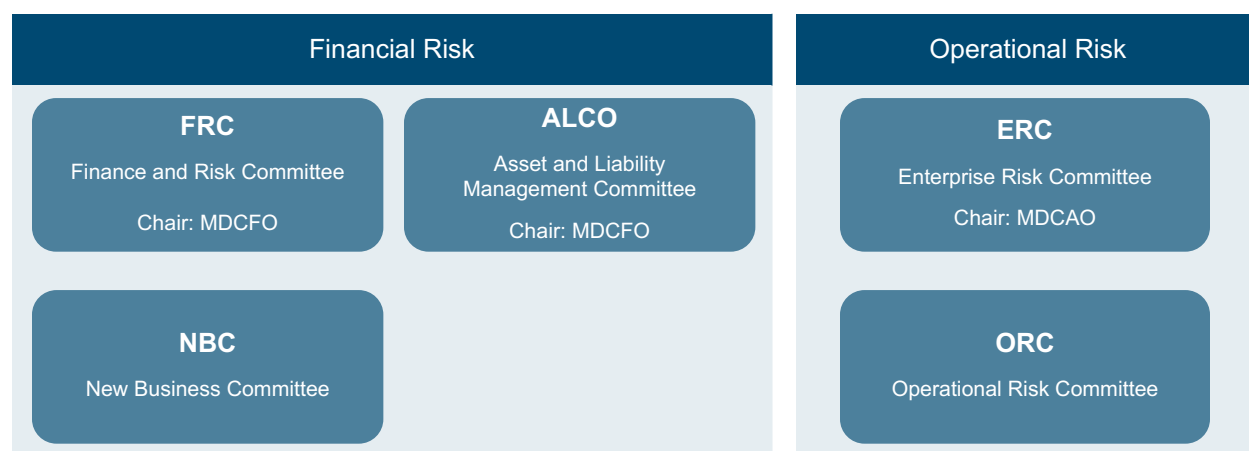 Financial Risk
FRC
Finance and Risk Committee
Chair: MDCFO
ALCO
Asset and Liability
Management Committee
Chair: MDCFO
NBC
New Business Committee
Operational Risk
ERC
Enterprise Risk Committee
Chair: MDCAO
ORC
Operational Risk Committee